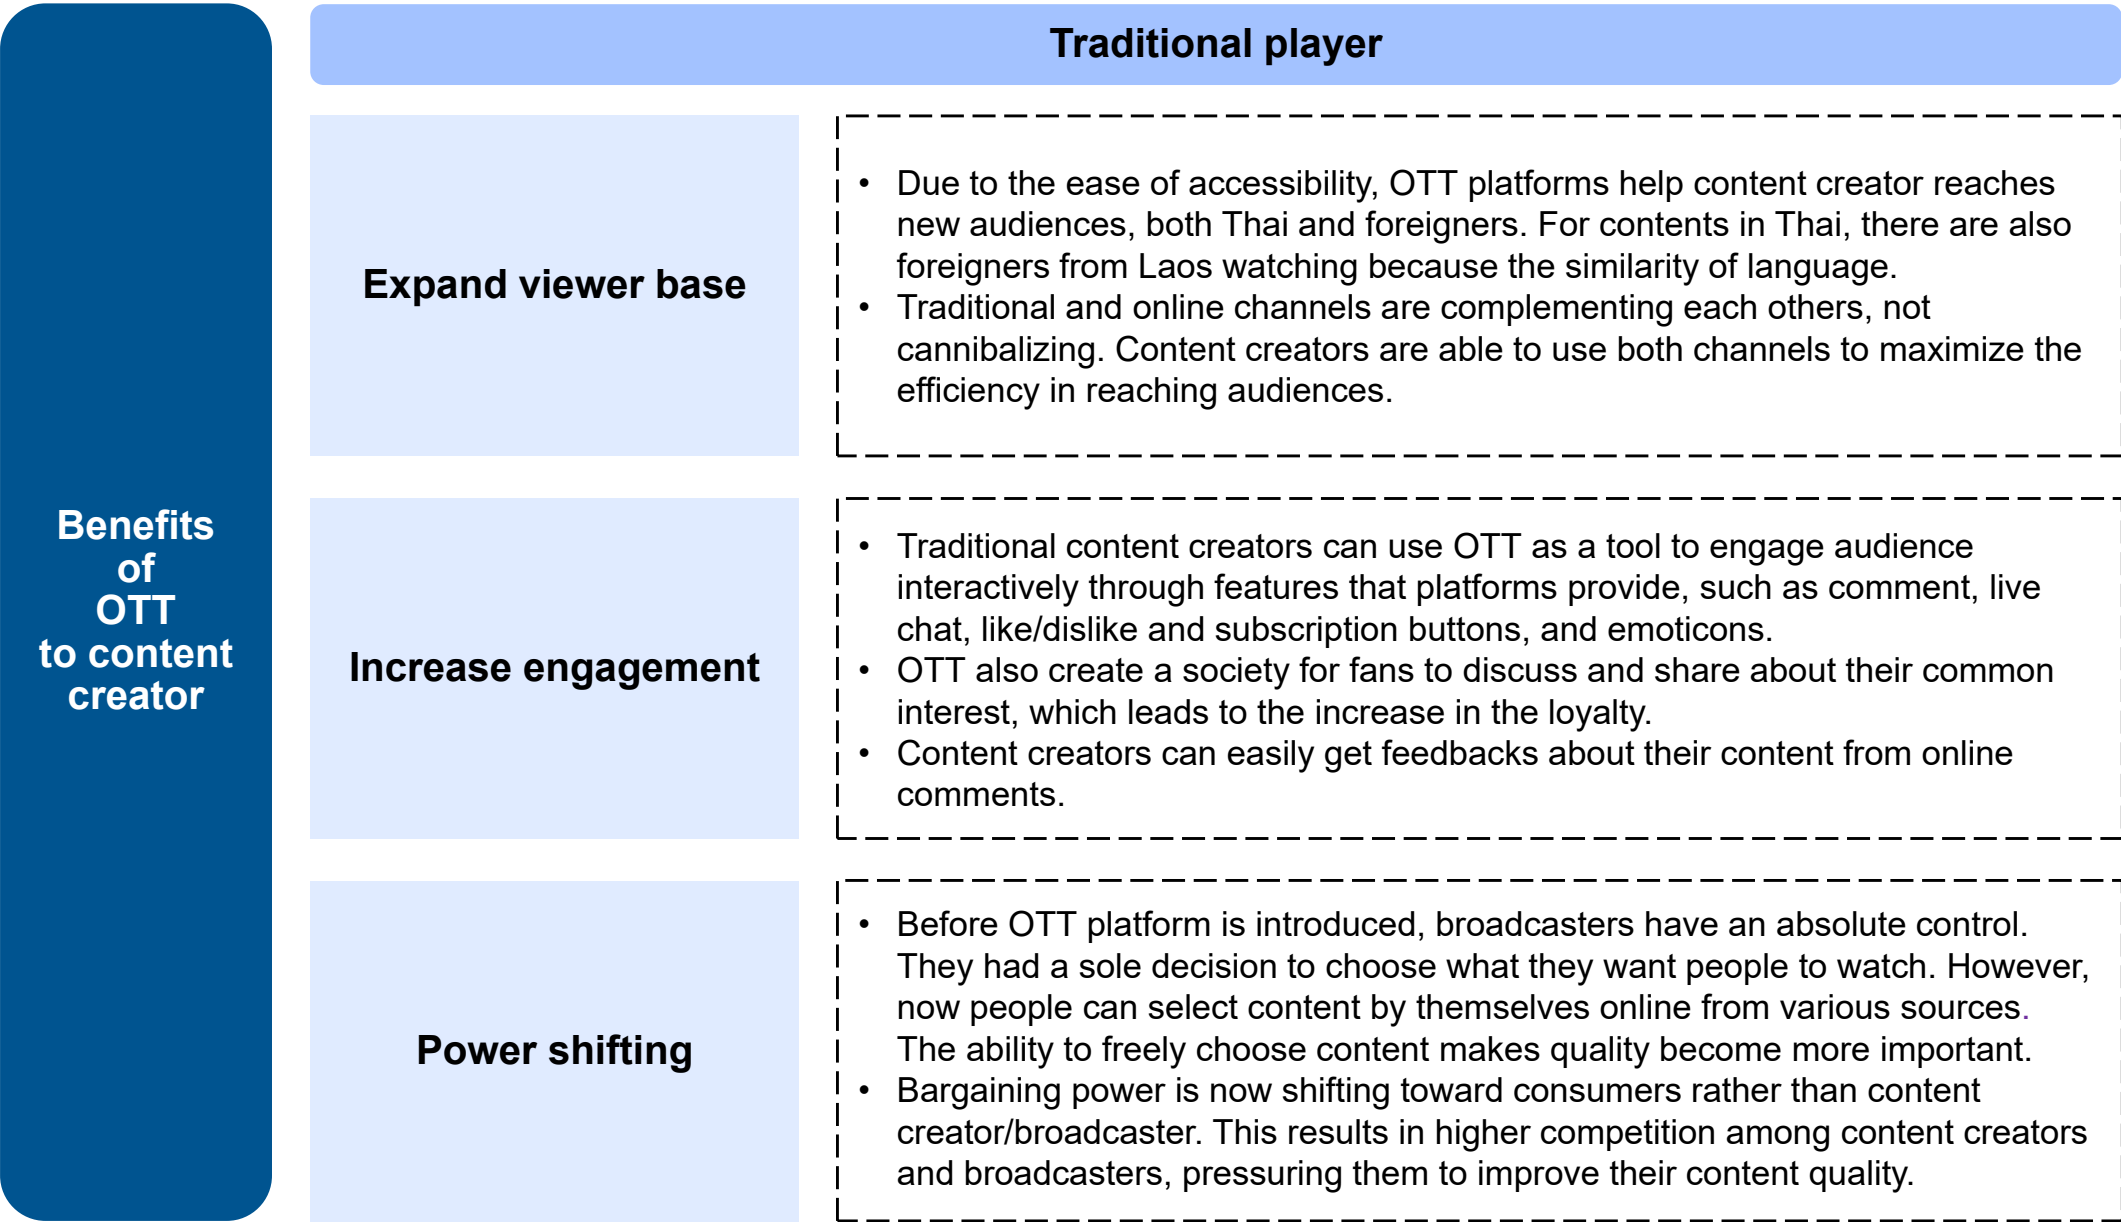 Traditional player
Benefits
of
OTT
to content
creator
Expand viewer base
• Due to the ease of accessibility, OTT platforms help content creator reaches
new audiences, both Thai and foreigners. For contents in Thai, there are also
foreigners from Laos watching because the similarity of language.
• Traditional and online channels are complementing each others, not
cannibalizing. Content creators are able to use both channels to maximize the
efficiency in reaching audiences.
Increase engagement
• Traditional content creators can use OTT as a tool to engage audience
interactively through features that platforms provide, such as comment, live
chat, like/dislike and subscription buttons, and emoticons.
• OTT also create a society for fans to discuss and share about their common
interest, which leads to the increase in the loyalty.
• Content creators can easily get feedbacks about their content from online
comments.
Power shifting
• Before OTT platform is introduced, broadcasters have an absolute control.
They had a sole decision to choose what they want people to watch. However,
now people can select content by themselves online from various sources.
The ability to freely choose content makes quality become more important.
• Bargaining power is now shifting toward consumers rather than content
creator/broadcaster. This results in higher competition among content creators
and broadcasters, pressuring them to improve their content quality.